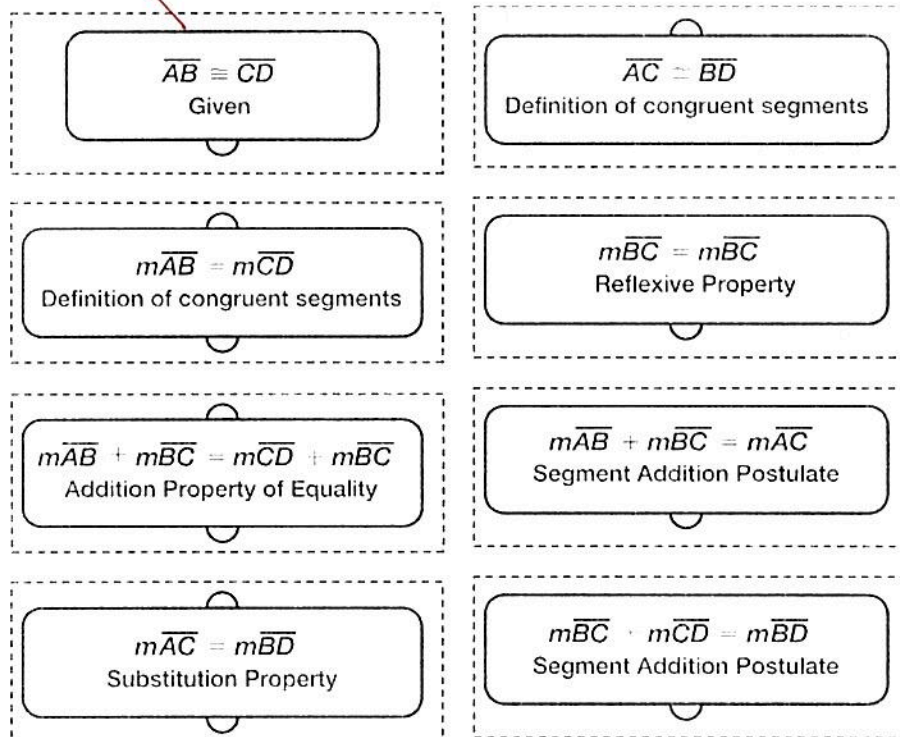 AB ≅ CD
Given
AC ≅ BD
Definition of congruent segments
mAB = mCD
Definition of congruent segments
mBC = mBC
Reflexive Property
mAB + mBC = mCD + mBC
Addition Property of Equality
mAB + mBC = mAC
Segment Addition Postulate
mAC = mBD
Substitution Property
mBC + mCD = mBD
Segment Addition Postulate